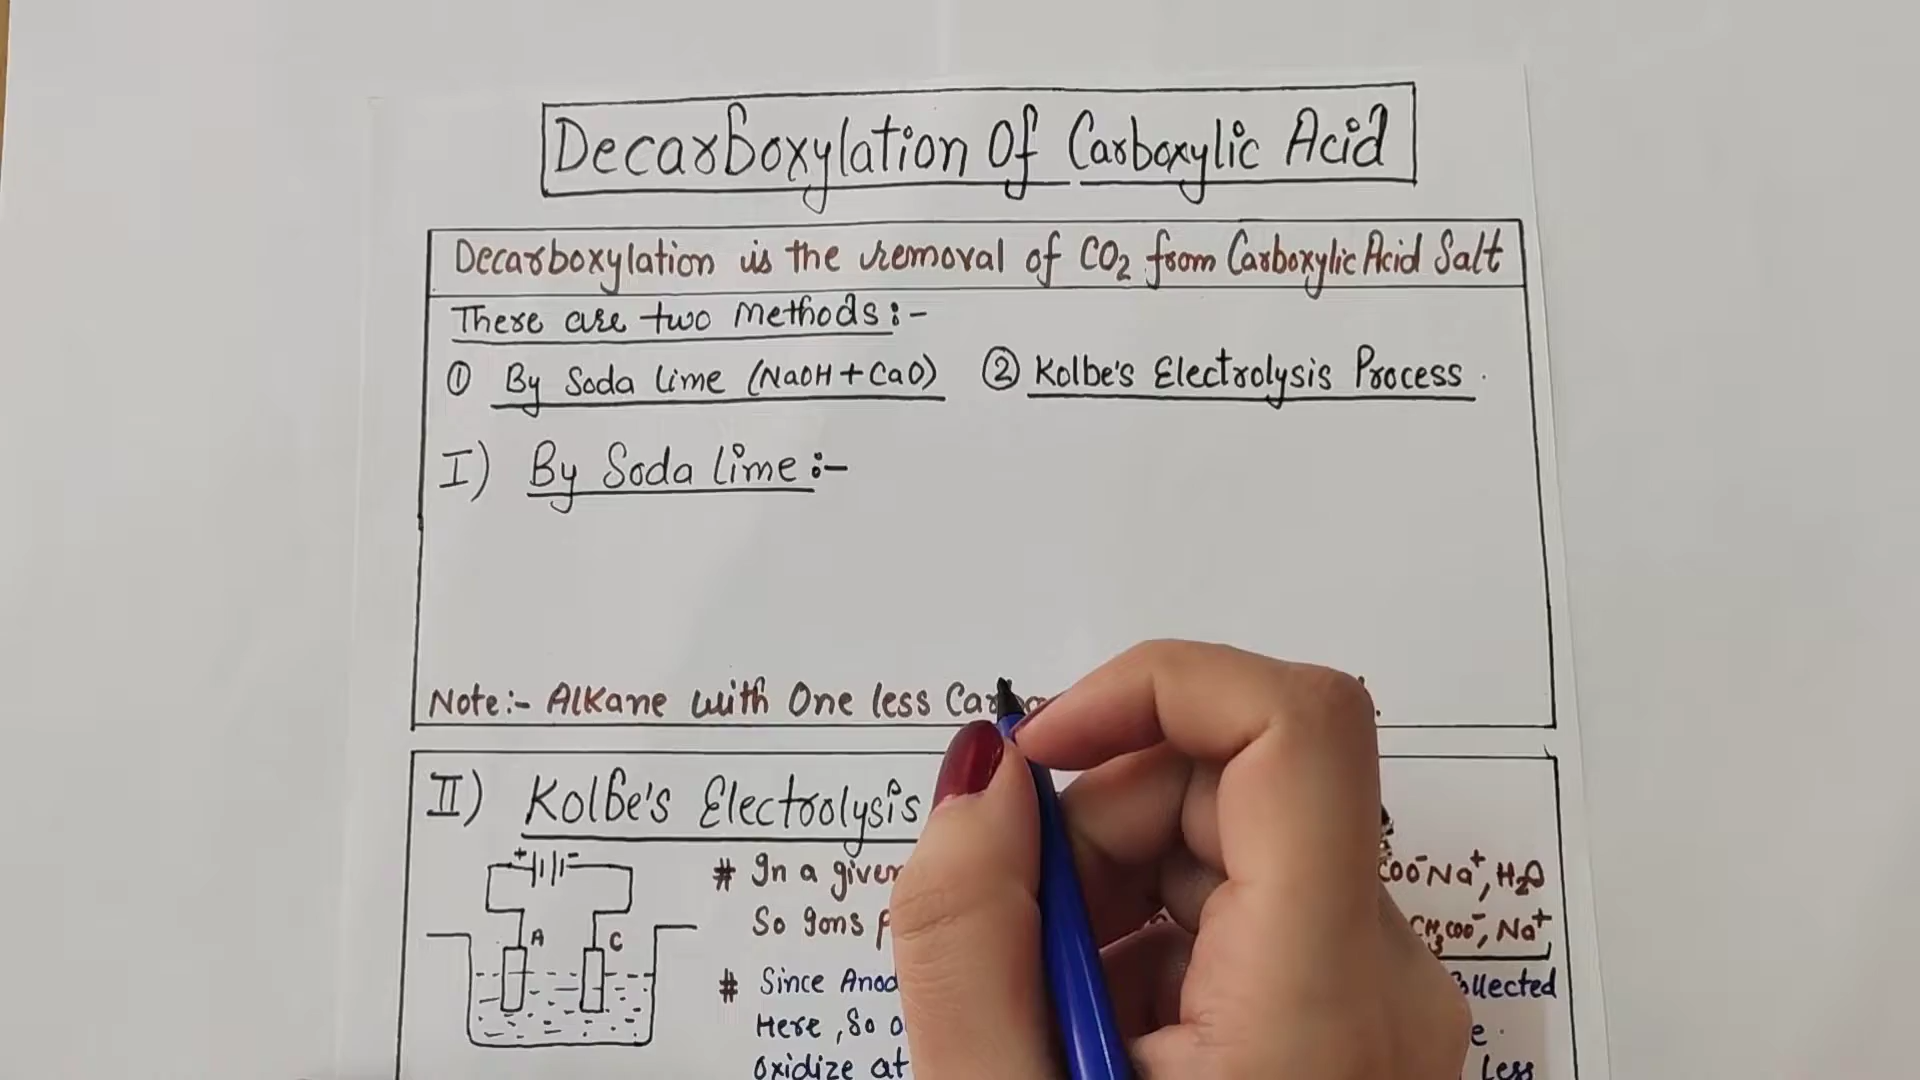 Decarboxylation Of Carboxylic Acid
Decarboxylation is the removal of CO2 from Carboxylic Acid Salt
There are two Methods:-
① By Soda lime (NaOH+CaO) ② Kolbe's Electrolysis Process.
I) By Soda lime:-
Note:- Alkane with One less
II) Kolbe's Electrolysis
+ -
A C
# In a given COO⁻Na⁺, H2O
So Ions CH3COO⁻, Na⁺
# Since
Here, So
Oxidize at less